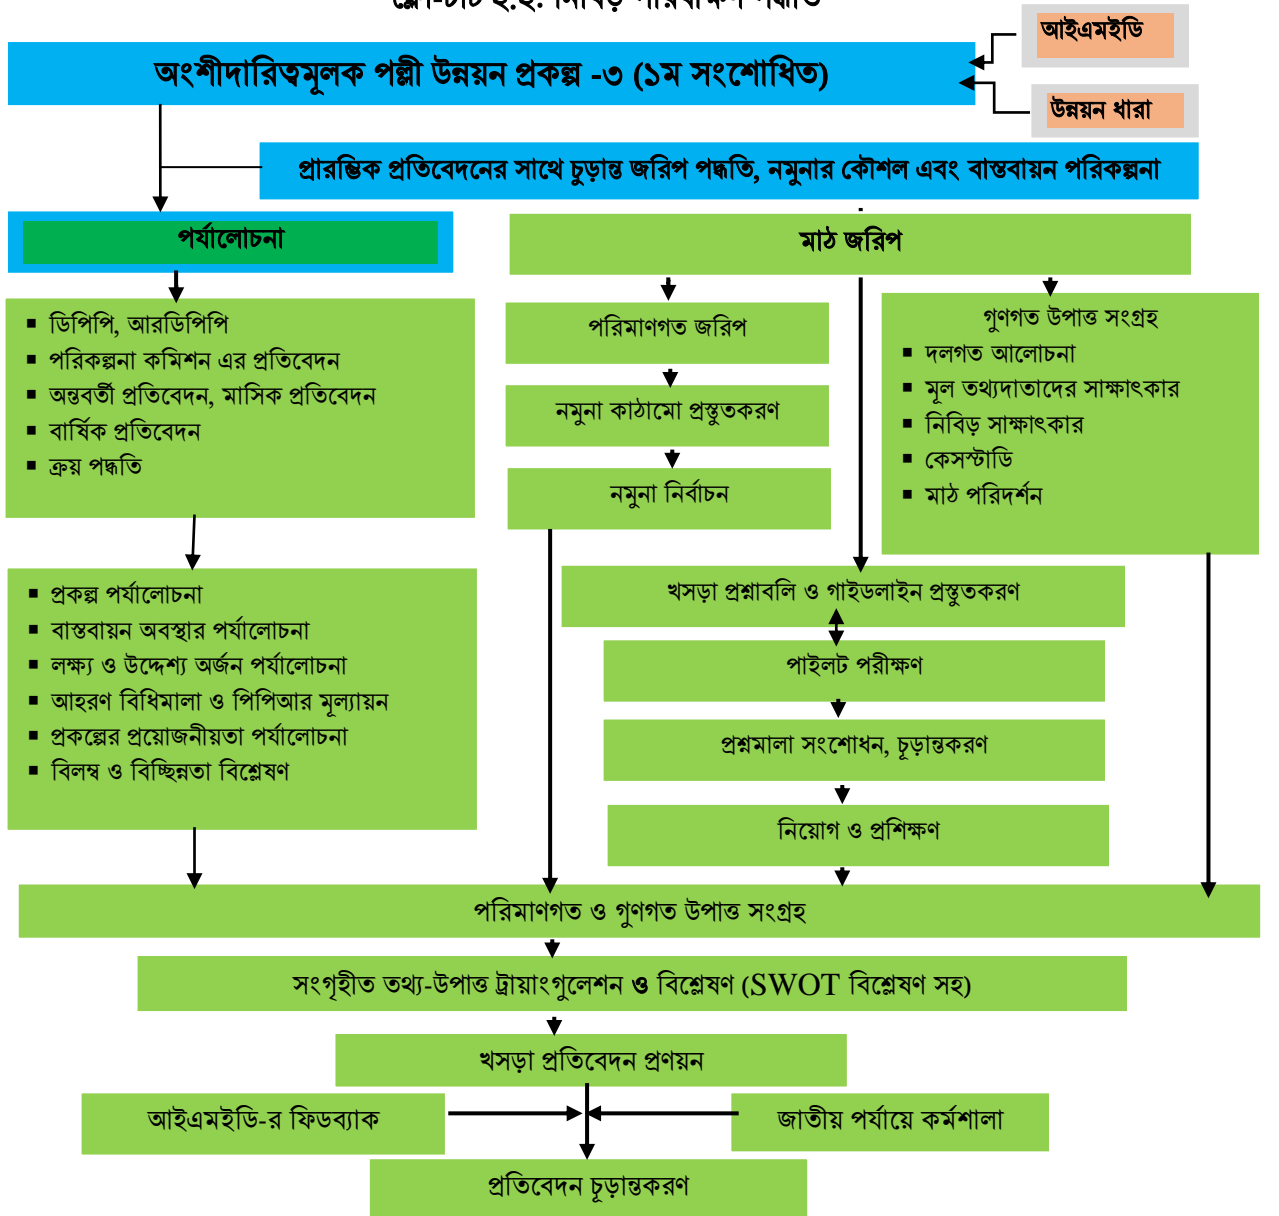 ফ্লো-চার্ট ২.২: নিবিড় পরিবীক্ষণ পদ্ধতি
আইএমইডি
অংশীদারিত্বমূলক পল্লী উন্নয়ন প্রকল্প -৩ (১ম সংশোধিত)
উন্নয়ন ধারা
প্রারম্ভিক প্রতিবেদনের সাথে চুড়ান্ত জরিপ পদ্ধতি, নমুনার কৌশল এবং বাস্তবায়ন পরিকল্পনা
পর্যালোচনা
▪ ডিপিপি, আরডিপিপি
▪ পরিকল্পনা কমিশন এর প্রতিবেদন
▪ অন্তবর্তী প্রতিবেদন, মাসিক প্রতিবেদন
▪ বার্ষিক প্রতিবেদন
▪ ক্রয় পদ্ধতি
▪ প্রকল্প পর্যালোচনা
▪ বাস্তবায়ন অবস্থার পর্যালোচনা
▪ লক্ষ্য ও উদ্দেশ্য অর্জন পর্যালোচনা
▪ আহরণ বিধিমালা ও পিপিআর মূল্যায়ন
▪ প্রকল্পের প্রয়োজনীয়তা পর্যালোচনা
▪ বিলম্ব ও বিচ্ছিন্নতা বিশ্লেষণ
মাঠ জরিপ
পরিমাণগত জরিপ
নমুনা কাঠামো প্রস্তুতকরণ
নমুনা নির্বাচন
গুণগত উপাত্ত সংগ্রহ
▪ দলগত আলোচনা
▪ মূল তথ্যদাতাদের সাক্ষাৎকার
▪ নিবিড় সাক্ষাৎকার
▪ কেসস্টাডি
▪ মাঠ পরিদর্শন
খসড়া প্রশ্নাবলি ও গাইডলাইন প্রস্তুতকরণ
পাইলট পরীক্ষণ
প্রশ্নমালা সংশোধন, চূড়ান্তকরণ
নিয়োগ ও প্রশিক্ষণ
পরিমাণগত ও গুণগত উপাত্ত সংগ্রহ
সংগৃহীত তথ্য-উপাত্ত ট্রায়াংগুলেশন ও বিশ্লেষণ (SWOT বিশ্লেষণ সহ)
খসড়া প্রতিবেদন প্রণয়ন
আইএমইডি-র ফিডব্যাক
জাতীয় পর্যায়ে কর্মশালা
প্রতিবেদন চূড়ান্তকরণ